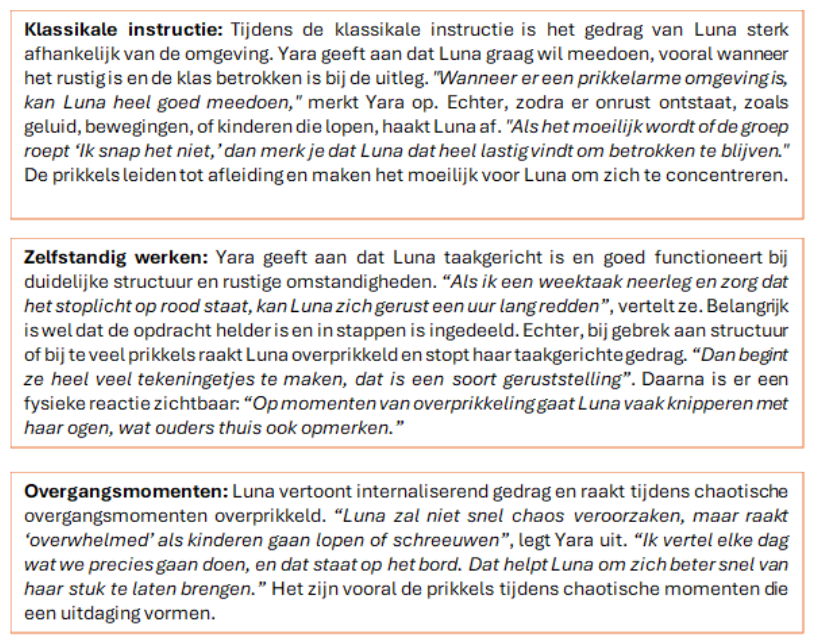 Klassikale instructie: Tijdens de klassikale instructie is het gedrag van Luna sterk
afhankelijk van de omgeving. Yara geeft aan dat Luna graag wil meedoen, vooral wanneer
het rustig is en de klas betrokken is bij de uitleg. "Wanneer er een prikkelarme omgeving is,
kan Luna heel goed meedoen," merkt Yara op. Echter, zodra er onrust ontstaat, zoals
geluid, bewegingen, of kinderen die lopen, haakt Luna af. "Als het moeilijk wordt of de groep
roept ‘Ik snap het niet,’ dan merk je dat Luna dat heel lastig vindt om betrokken te blijven."
De prikkels leiden tot afleiding en maken het moeilijk voor Luna om zich te concentreren.
Zelfstandig werken: Yara geeft aan dat Luna taakgericht is en goed functioneert bij
duidelijke structuur en rustige omstandigheden. “Als ik een weektaak neerleg en zorg dat
het stoplicht op rood staat, kan Luna zich gerust een uur lang redden”, vertelt ze. Belangrijk
is wel dat de opdracht helder is en in stappen is ingedeeld. Echter, bij gebrek aan structuur
of bij te veel prikkels raakt Luna overprikkeld en stopt haar taakgerichte gedrag. “Dan begint
ze heel veel tekeningetjes te maken, dat is een soort geruststelling”. Daarna is er een
fysieke reactie zichtbaar: “Op momenten van overprikkeling gaat Luna vaak knipperen met
haar ogen, wat ouders thuis ook opmerken.”
Overgangsmomenten: Luna vertoont internaliserend gedrag en raakt tijdens chaotische
overgangsmomenten overprikkeld. “Luna zal niet snel chaos veroorzaken, maar raakt
‘overwhelmed’ als kinderen gaan lopen of schreeuwen”, legt Yara uit. “Ik vertel elke dag
wat we precies gaan doen, en dat staat op het bord. Dat helpt Luna om zich beter snel van
haar stuk te laten brengen.” Het zijn vooral de prikkels tijdens chaotische momenten die
een uitdaging vormen.